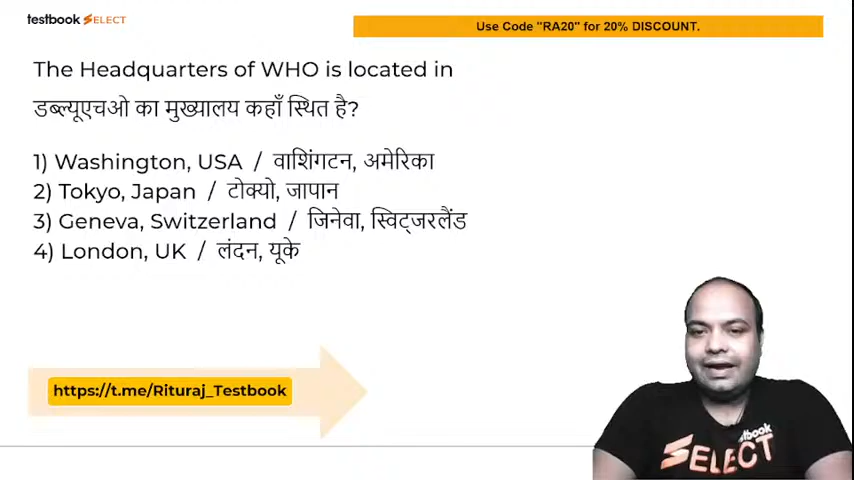 testbook SELECT
Use Code "RA20" for 20% DISCOUNT.
The Headquarters of WHO is located in
डब्ल्यूएचओ का मुख्यालय कहाँ स्थित है?
1) Washington, USA / वाशिंगटन, अमेरिका
2) Tokyo, Japan / टोक्यो, जापान
3) Geneva, Switzerland / जिनेवा, स्विट्जरलैंड
4) London, UK / लंदन, यूके
https://t.me/Rituraj_Testbook
tbook
SELECT